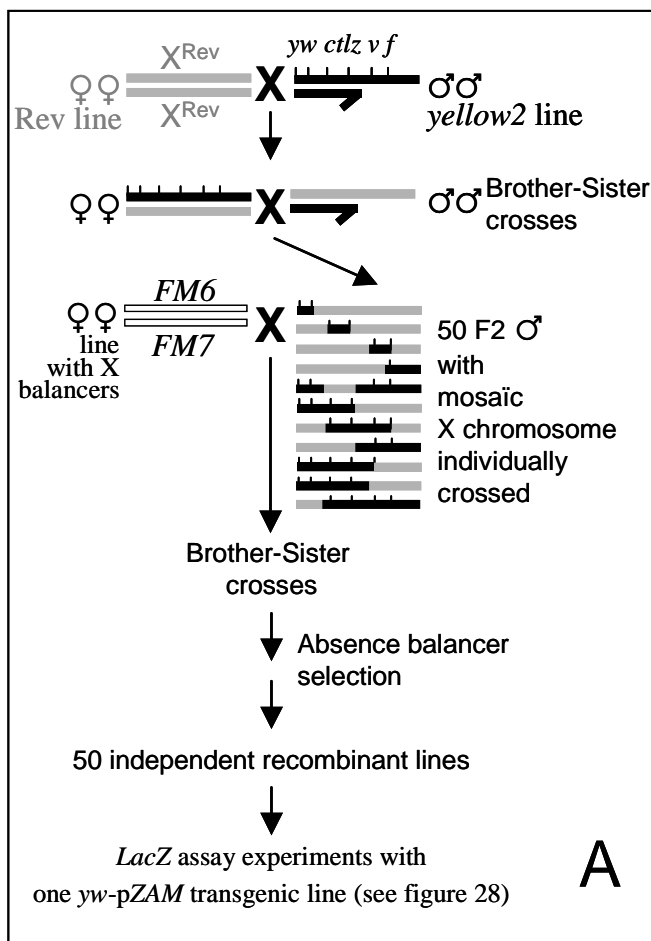 X^Rev
yw ctlz v f
♀♀ X ♂♂
Rev line X^Rev yellow2 line
♀♀ X ♂♂ Brother-Sister
crosses
FM6
♀♀ X 50 F2 ♂
FM7
line
with X
balancers
with
mosaïc
X chromosome
individually
crossed
Brother-Sister
crosses
Absence balancer
selection
50 independent recombinant lines
LacZ assay experiments with
one yw-pZAM transgenic line (see figure 28)
A